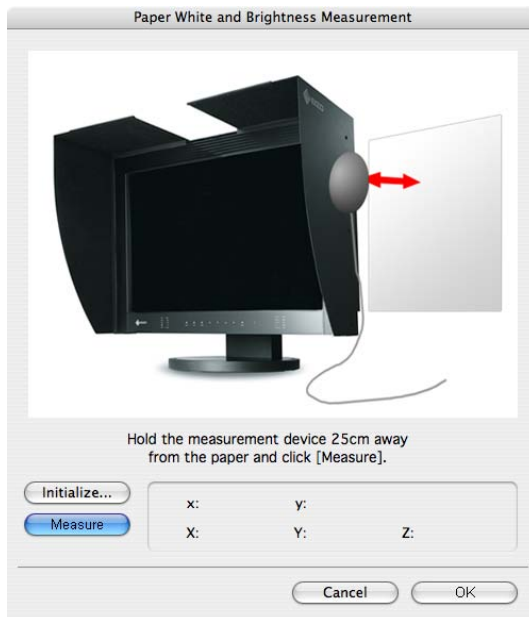 Paper White and Brightness Measurement
Hold the measurement device 25cm away
from the paper and click [Measure].
Initialize...
Measure
x: y:
X: Y: Z:
Cancel OK